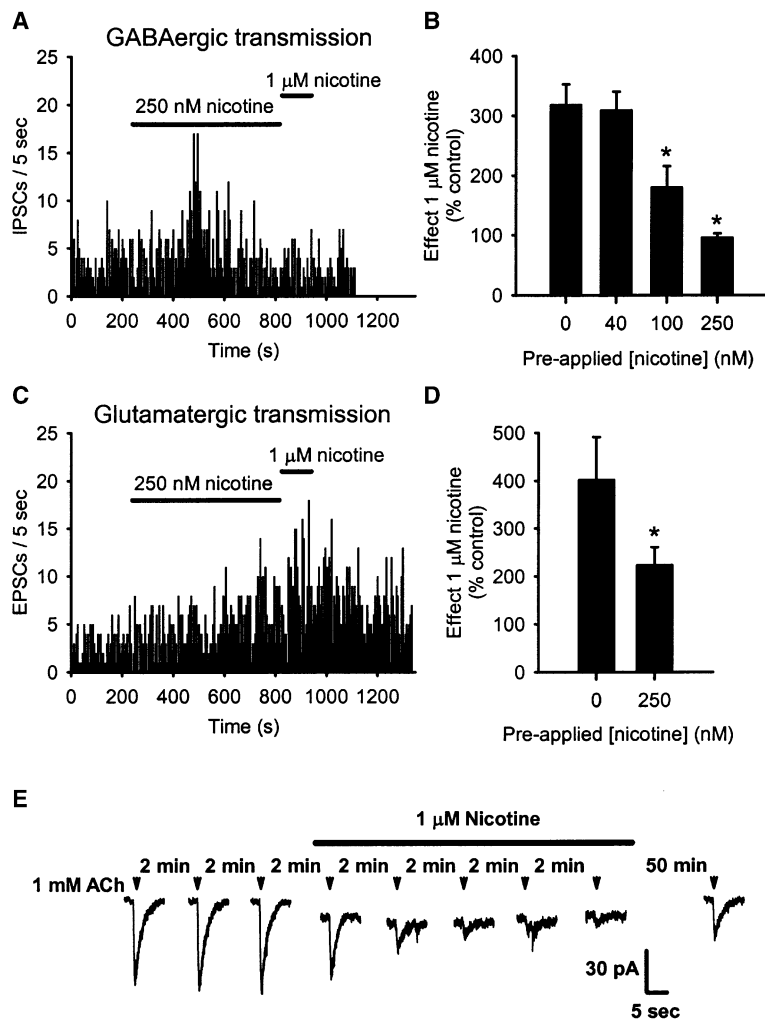 A
GABAergic transmission
25
20
15
10
5
0
IPSCs / 5 sec
1 μM nicotine
250 nM nicotine
0 200 400 600 800 1000 1200
Time (s)
B
400
300
200
100
0
Effect 1 μM nicotine
(% control)
*
*
0 40 100 250
Pre-applied [nicotine] (nM)
C
Glutamatergic transmission
25
20
15
10
5
0
EPSCs / 5 sec
1 μM nicotine
250 nM nicotine
0 200 400 600 800 1000 1200
Time (s)
D
500
400
300
200
100
0
Effect 1 μM nicotine
(% control)
*
0 250
Pre-applied [nicotine] (nM)
E
1 μM Nicotine
2 min 2 min 2 min 2 min 2 min 2 min 2 min 50 min
1 mM ACh
30 pA
5 sec